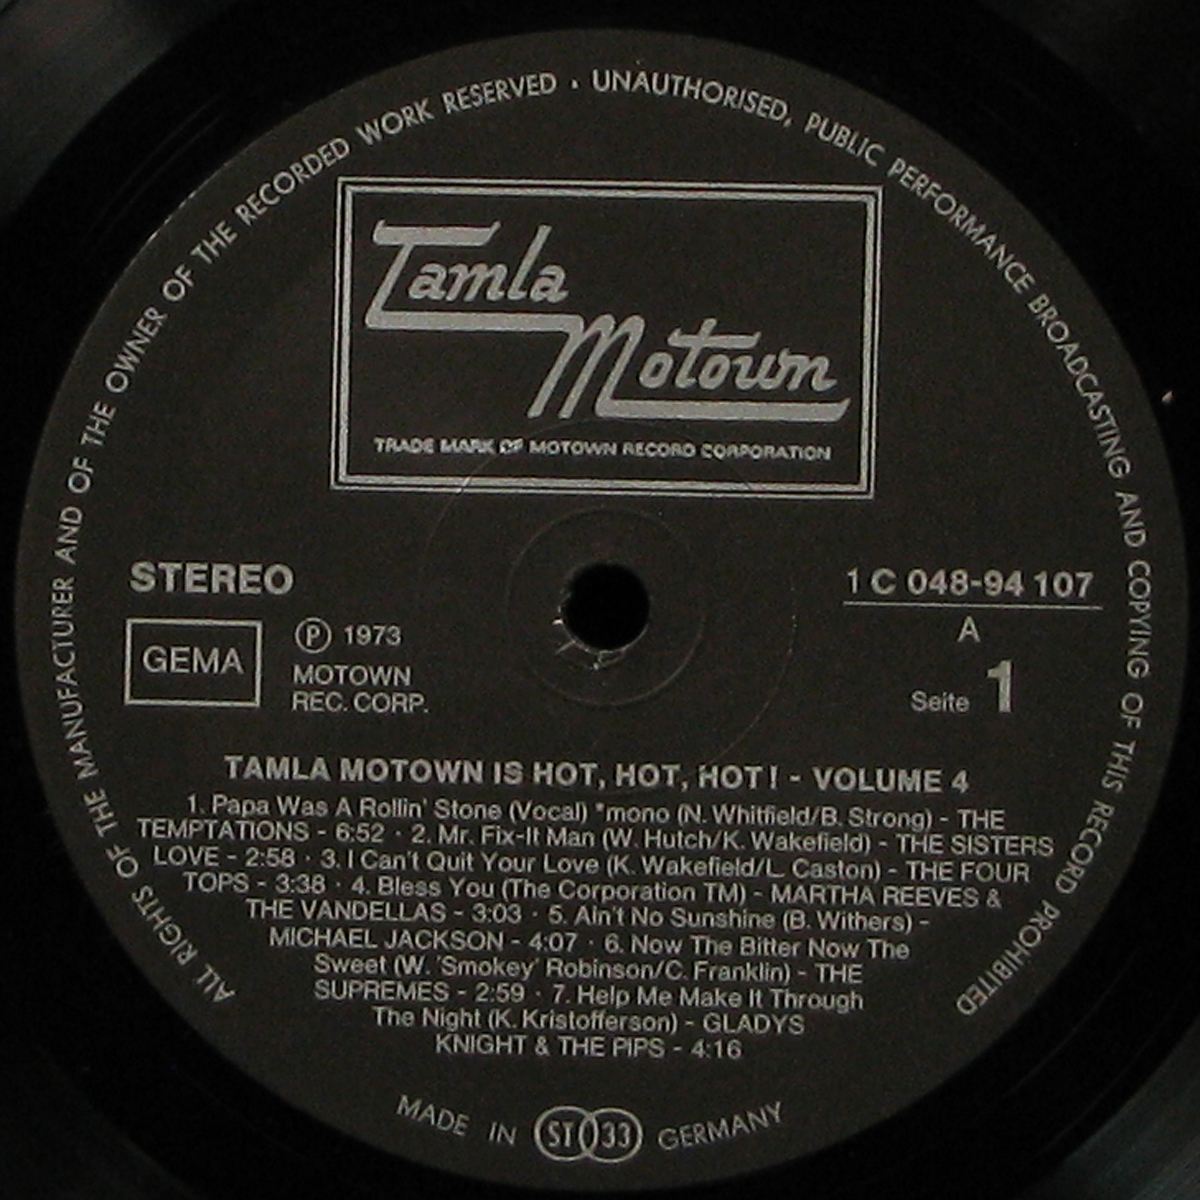 ALL RIGHTS OF THE MANUFACTURER AND OF THE OWNER OF THE RECORDED WORK RESERVED · UNAUTHORISED, PUBLIC PERFORMANCE BROADCASTING AND COPYING OF THIS RECORD PROHIBITED
Tamla
Motown
TRADE MARK OF MOTOWN RECORD CORPORATION
STEREO
1 C 048-94 107
A
GEMA
Ⓟ 1973
MOTOWN
REC. CORP.
Seite 1
TAMLA MOTOWN IS HOT, HOT, HOT! - VOLUME 4
1. Papa Was A Rollin' Stone (Vocal) *mono (N. Whitfield/B. Strong) - THE
TEMPTATIONS - 6:52 · 2. Mr. Fix-It Man (W. Hutch/K. Wakefield) - THE SISTERS
LOVE - 2:58 · 3. I Can't Quit Your Love (K. Wakefield/L. Caston) - THE FOUR
TOPS - 3:38 · 4. Bless You (The Corporation TM) - MARTHA REEVES &
THE VANDELLAS - 3:03 · 5. Ain't No Sunshine (B. Withers) -
MICHAEL JACKSON - 4:07 · 6. Now The Bitter Now The
Sweet (W. 'Smokey' Robinson/C. Franklin) - THE
SUPREMES - 2:59 · 7. Help Me Make It Through
The Night (K. Kristofferson) - GLADYS
KNIGHT & THE PIPS - 4:16
MADE IN ST 33 GERMANY